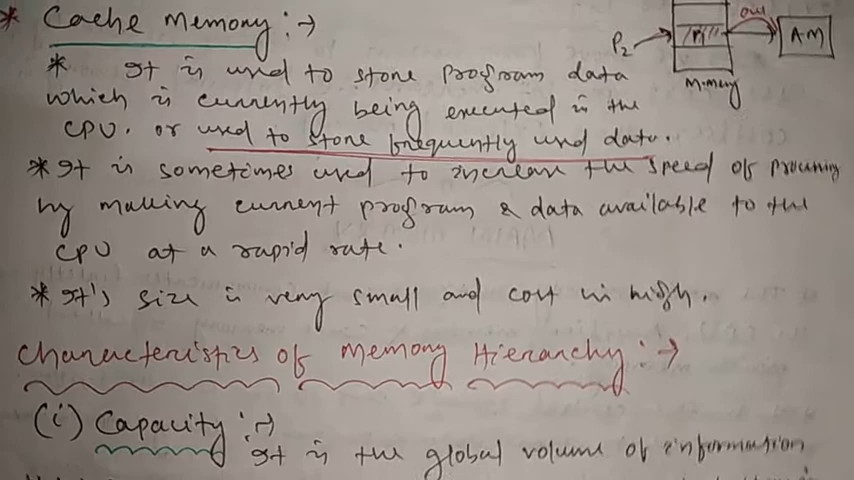 * Cache Memory :→
out
P1
AM
P2
M.memory
* It is used to store program data
which is currently being executed in the
CPU. or used to store frequently used data.
* It is sometimes used to increase the speed of processing
by making current program & data available to the
CPU at a rapid rate.
* It's size is very small and cost is high.
Characteristics of Memory Hierarchy :→
(i) Capacity :→
It is the global volume of information